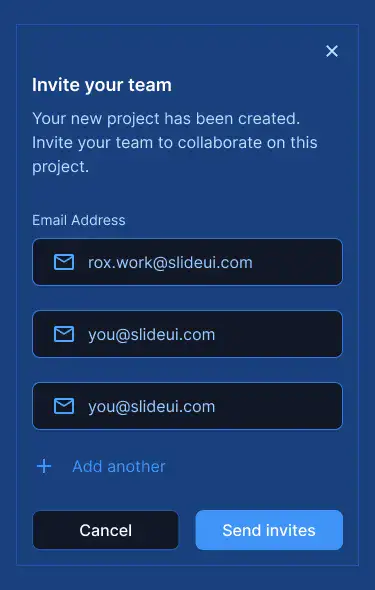 Invite your team
Your new project has been created.
Invite your team to collaborate on this
project.
Email Address
rox.work@slideui.com
you@slideui.com
you@slideui.com
Add another
Cancel
Send invites